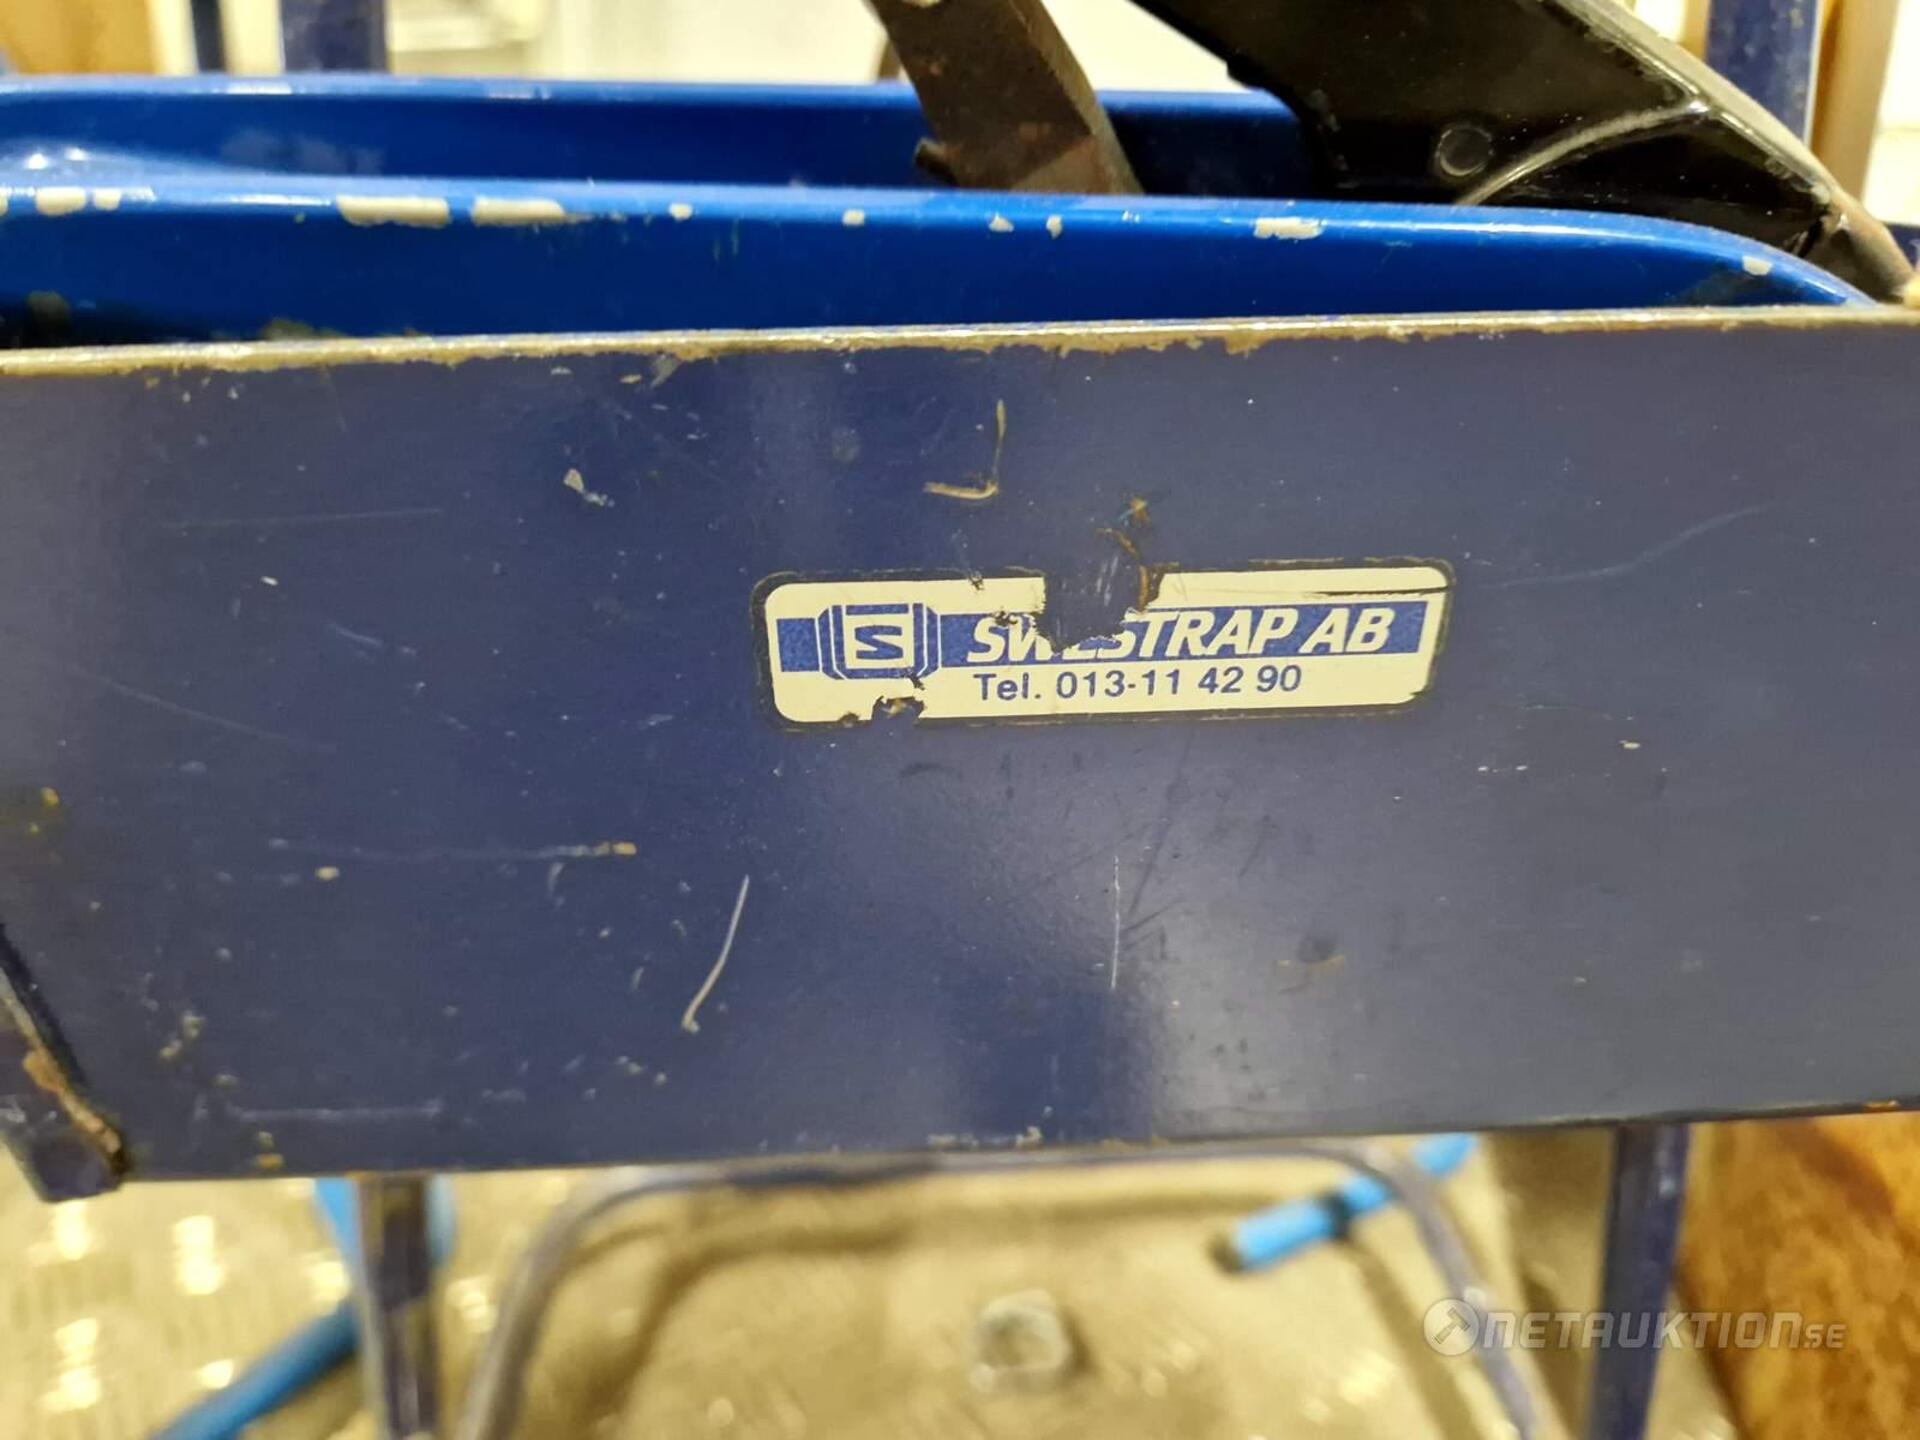 S
SWESTRAP AB
Tel. 013-11 42 90
NETAUKTION.SE